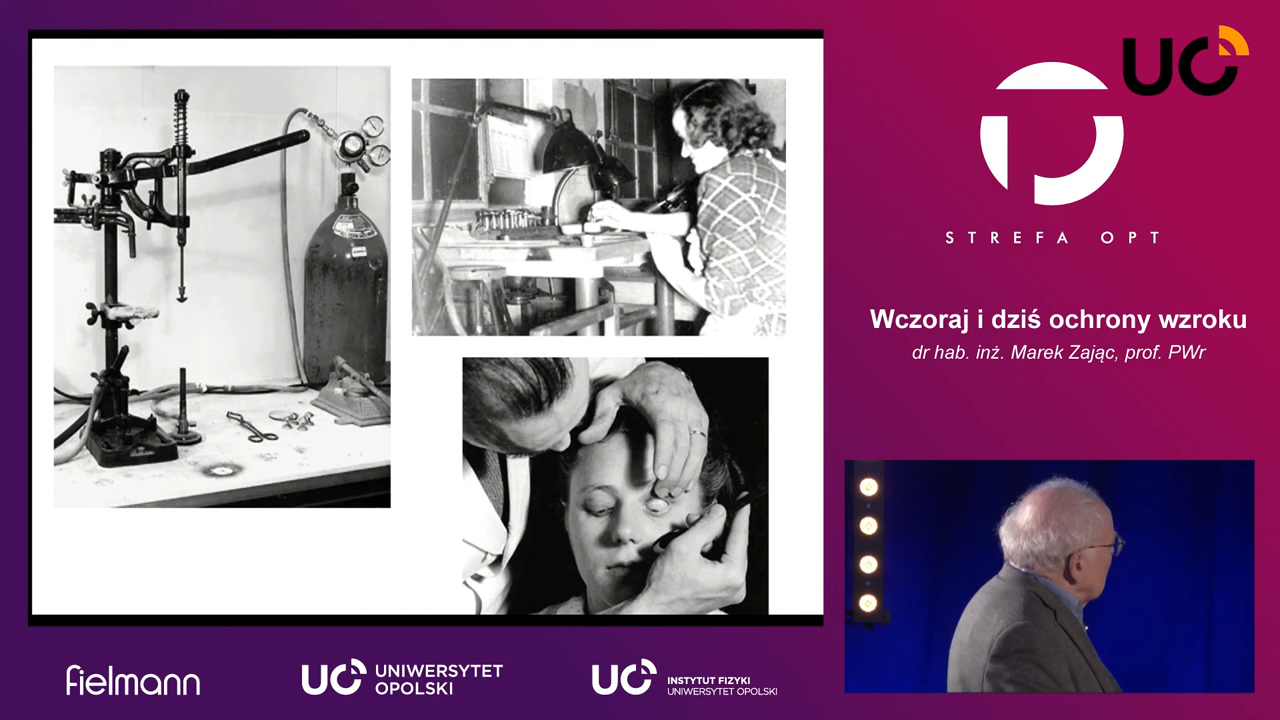 UO
STREFA OPT
Wczoraj i dziś ochrony wzroku
dr hab. inż. Marek Zając, prof. PWr
fielmann
UO UNIWERSYTET
OPOLSKI
UO INSTYTUT FIZYKI
UNIWERSYTET OPOLSKI